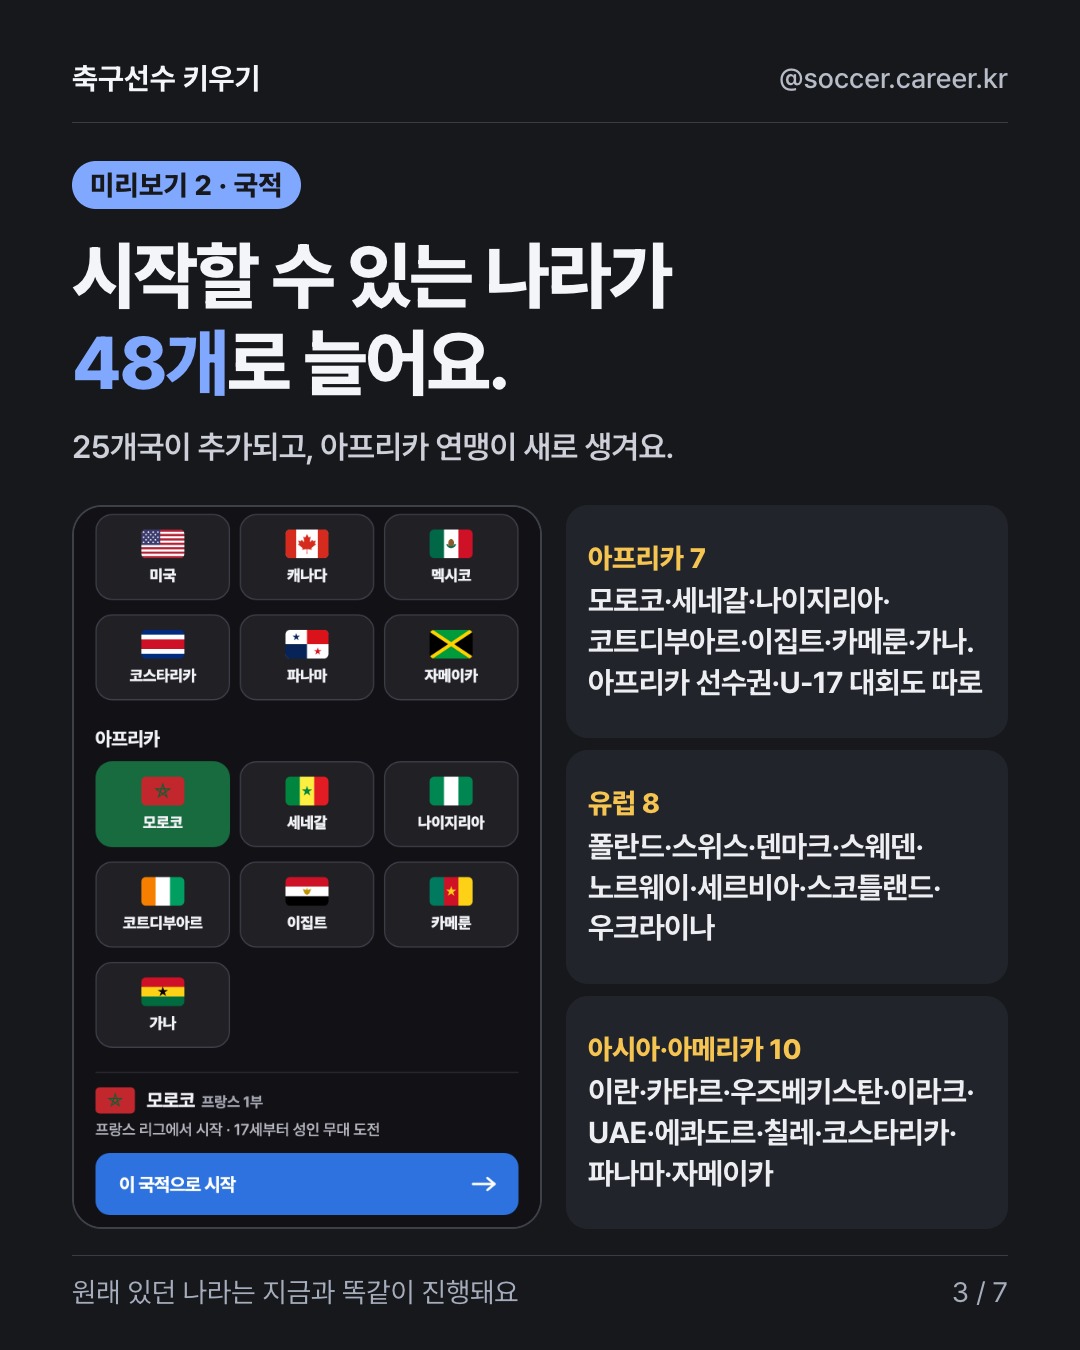 축구선수 키우기
@soccer.career.kr
미리보기 2 · 국적
시작할 수 있는 나라가
48개로 늘어요.
25개국이 추가되고, 아프리카 연맹이 새로 생겨요.
미국
캐나다
멕시코
코스타리카
파나마
자메이카
아프리카
모로코
세네갈
나이지리아
코트디부아르
이집트
카메룬
가나
모로코 프랑스 1부
프랑스 리그에서 시작 · 17세부터 성인 무대 도전
이 국적으로 시작 →
아프리카 7
모로코·세네갈·나이지리아·
코트디부아르·이집트·카메룬·가나.
아프리카 선수권·U-17 대회도 따로
유럽 8
폴란드·스위스·덴마크·스웨덴·
노르웨이·세르비아·스코틀랜드·
우크라이나
아시아·아메리카 10
이란·카타르·우즈베키스탄·이라크·
UAE·에콰도르·칠레·코스타리카·
파나마·자메이카
원래 있던 나라는 지금과 똑같이 진행돼요
3 / 7